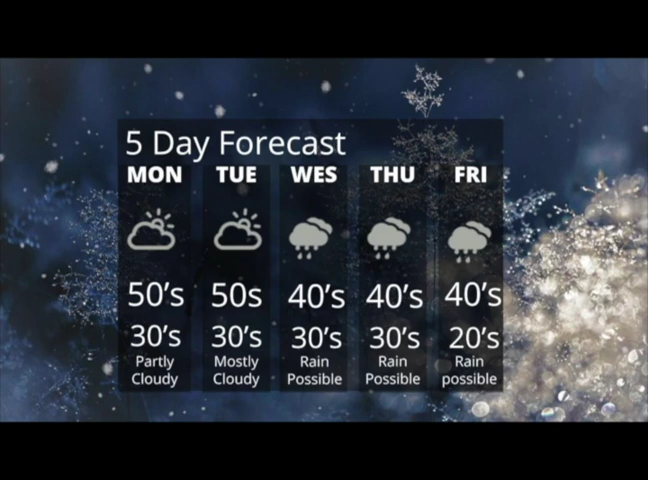 5 Day Forecast
MON TUE WES THU FRI
50's 50s 40's 40's 40's
30's 30's 30's 30's 20's
Partly Mostly Rain Rain Rain
Cloudy Cloudy Possible Possible possible